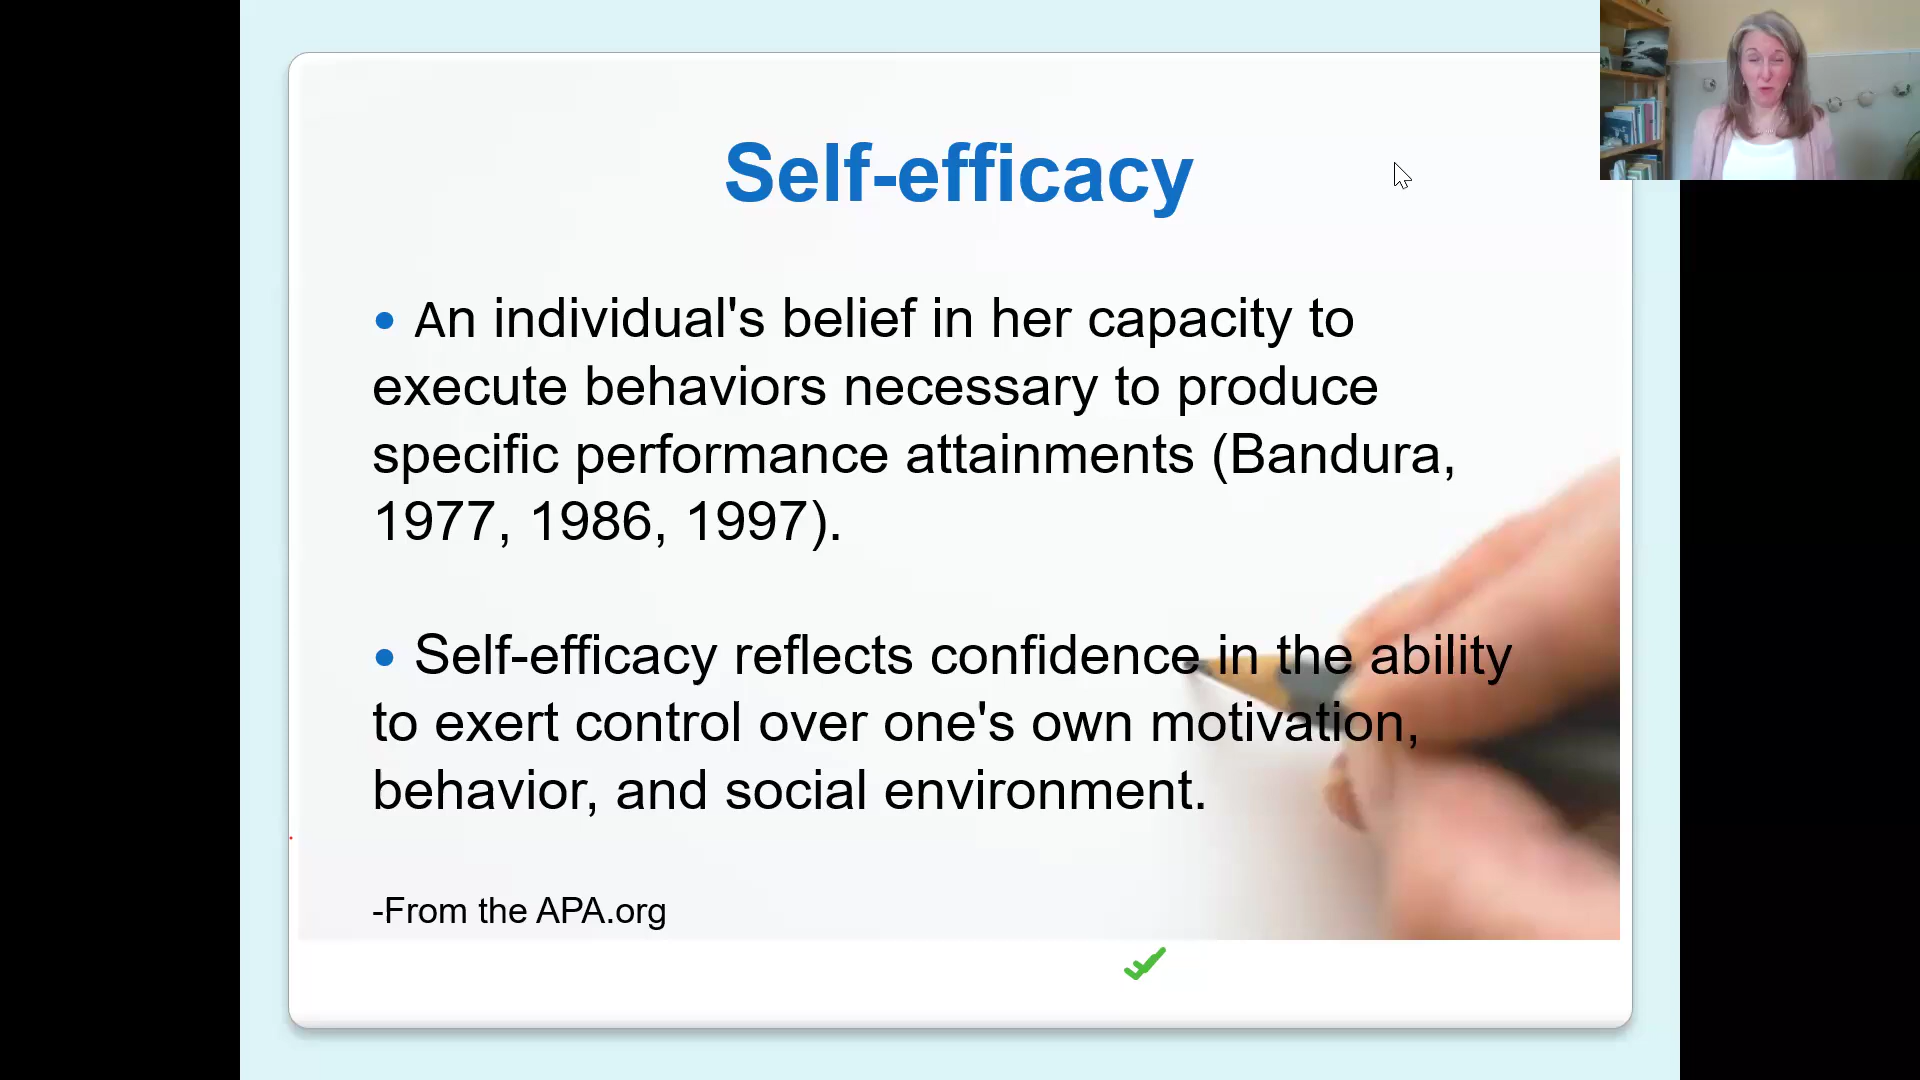 Self-efficacy
• An individual's belief in her capacity to
execute behaviors necessary to produce
specific performance attainments (Bandura,
1977, 1986, 1997).
• Self-efficacy reflects confidence in the ability
to exert control over one's own motivation,
behavior, and social environment.
-From the APA.org